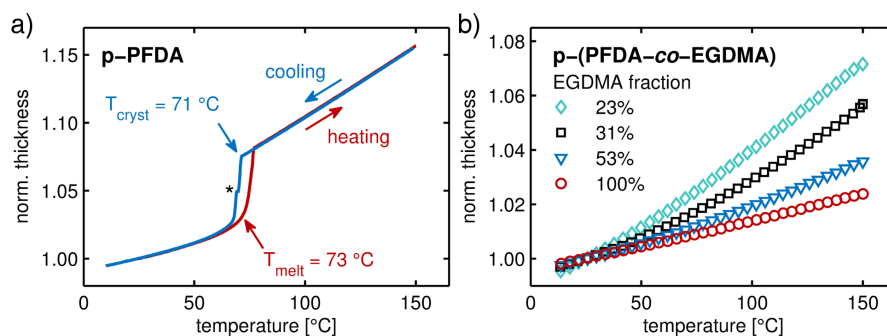 a)
p-PFDA
cooling
T_cryst = 71 °C
heating
*
T_melt = 73 °C
1.15
1.10
1.05
1.00
norm. thickness
0
50
100
150
temperature [°C]
b)
p-(PFDA-co-EGDMA)
EGDMA fraction
23%
31%
53%
100%
1.08
1.06
1.04
1.02
1.00
norm. thickness
0
50
100
150
temperature [°C]